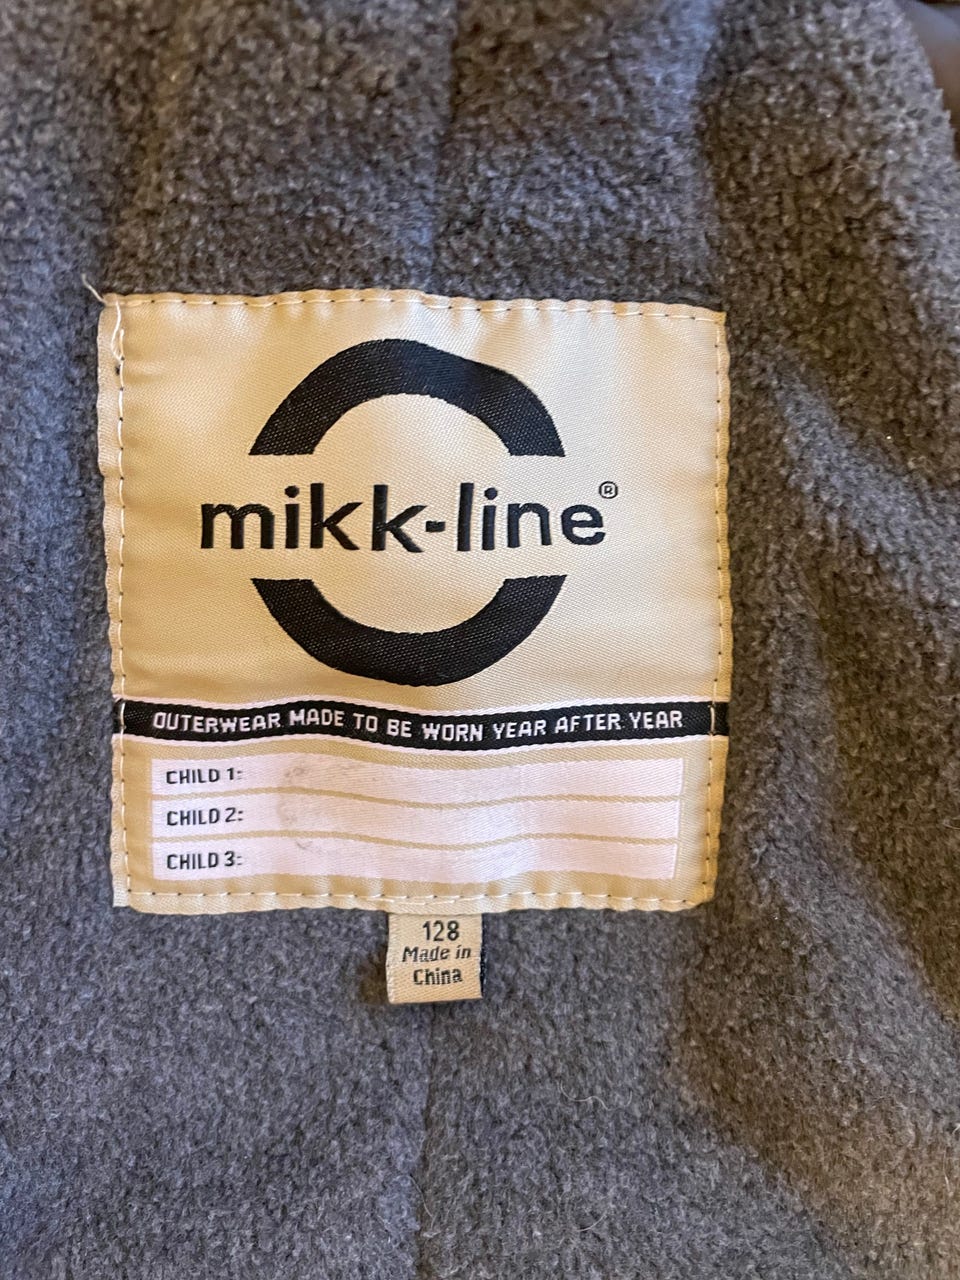 mikk-line®
OUTERWEAR MADE TO BE WORN YEAR AFTER YEAR
CHILD 1:
CHILD 2:
CHILD 3:
128
Made in
China